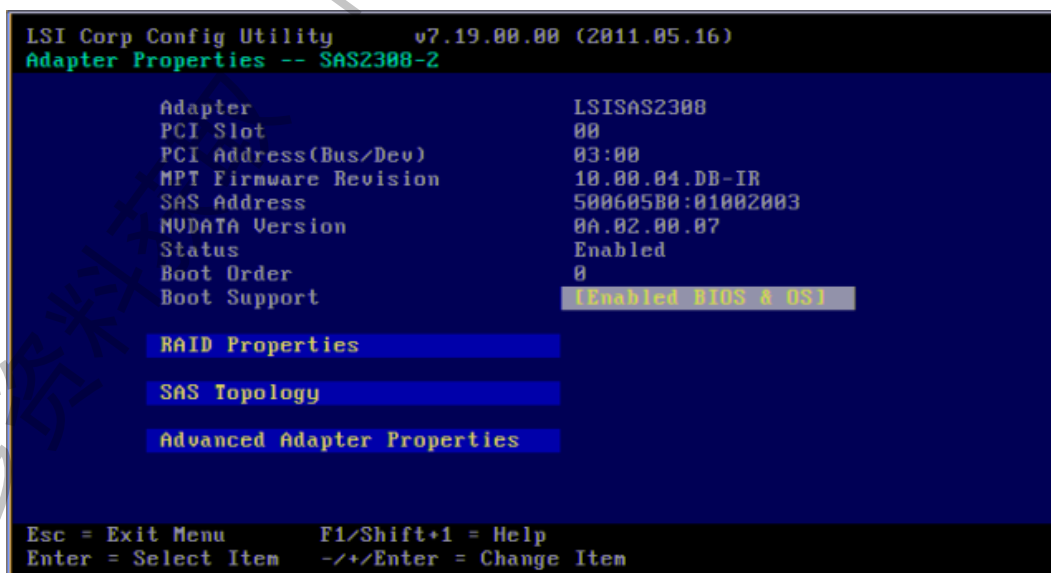 LSI Corp Config Utility v7.19.00.00 (2011.05.16)
Adapter Properties -- SAS2308-2
Adapter LSISAS2308
PCI Slot 00
PCI Address(Bus/Dev) 03:00
MPT Firmware Revision 10.00.04.DB-IR
SAS Address 500605B0:01002003
NVDATA Version 0A.02.00.07
Status Enabled
Boot Order 0
Boot Support [Enabled BIOS & OS]
RAID Properties
SAS Topology
Advanced Adapter Properties
Esc = Exit Menu F1/Shift+1 = Help
Enter = Select Item -/+/Enter = Change Item